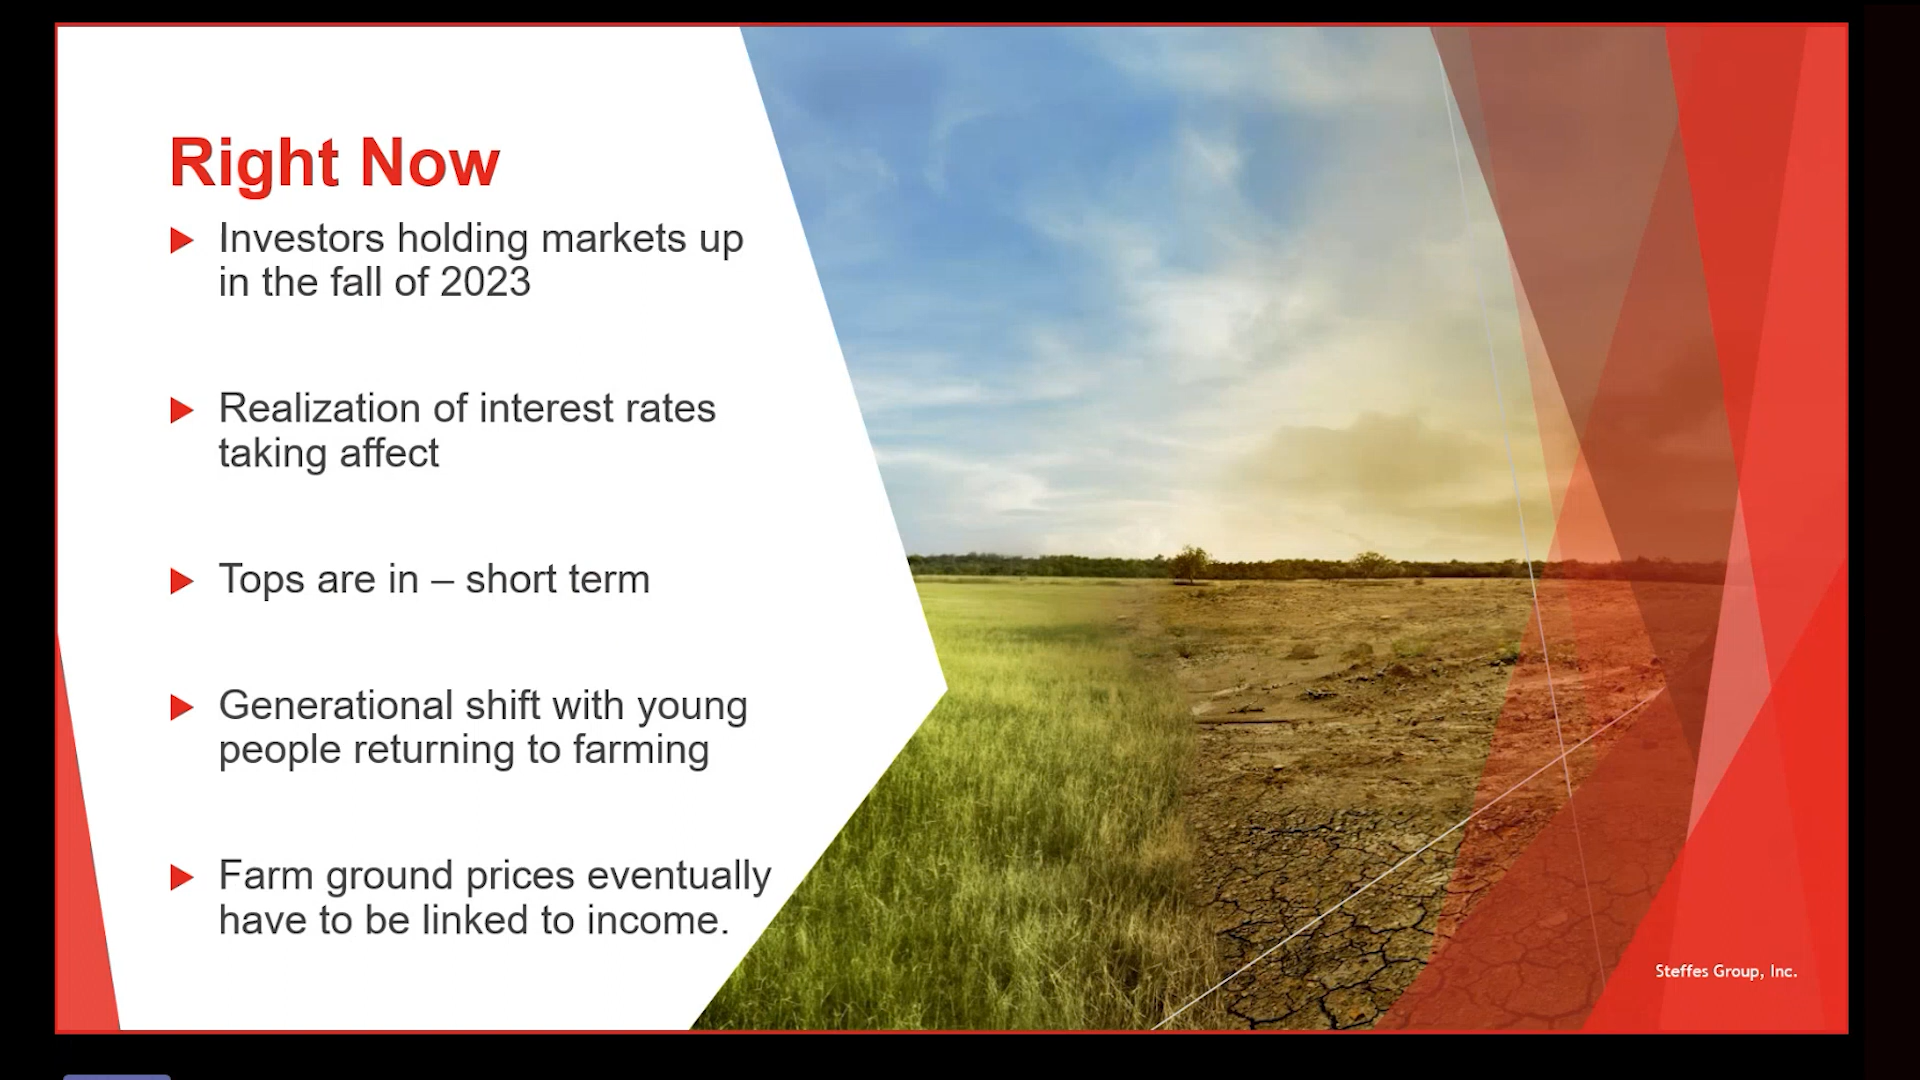 Right Now
Investors holding markets up
in the fall of 2023
Realization of interest rates
taking affect
Tops are in – short term
Generational shift with young
people returning to farming
Farm ground prices eventually
have to be linked to income.
Steffes Group, Inc.